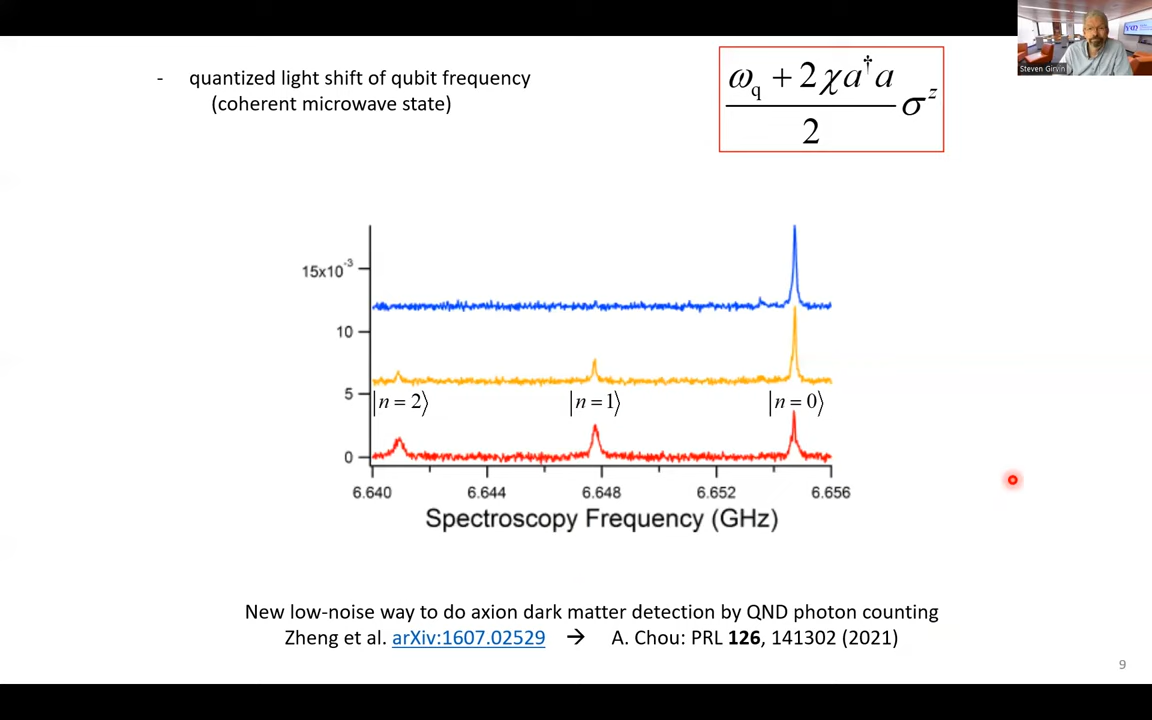 - quantized light shift of qubit frequency
(coherent microwave state)
ω_q + 2χa†a
2
σ^z
Steven Girvin
15x10^-3
10
5
0
|n = 2⟩ |n = 1⟩ |n = 0⟩
6.640 6.644 6.648 6.652 6.656
Spectroscopy Frequency (GHz)
New low-noise way to do axion dark matter detection by QND photon counting
Zheng et al. arXiv:1607.02529 → A. Chou: PRL 126, 141302 (2021)
9